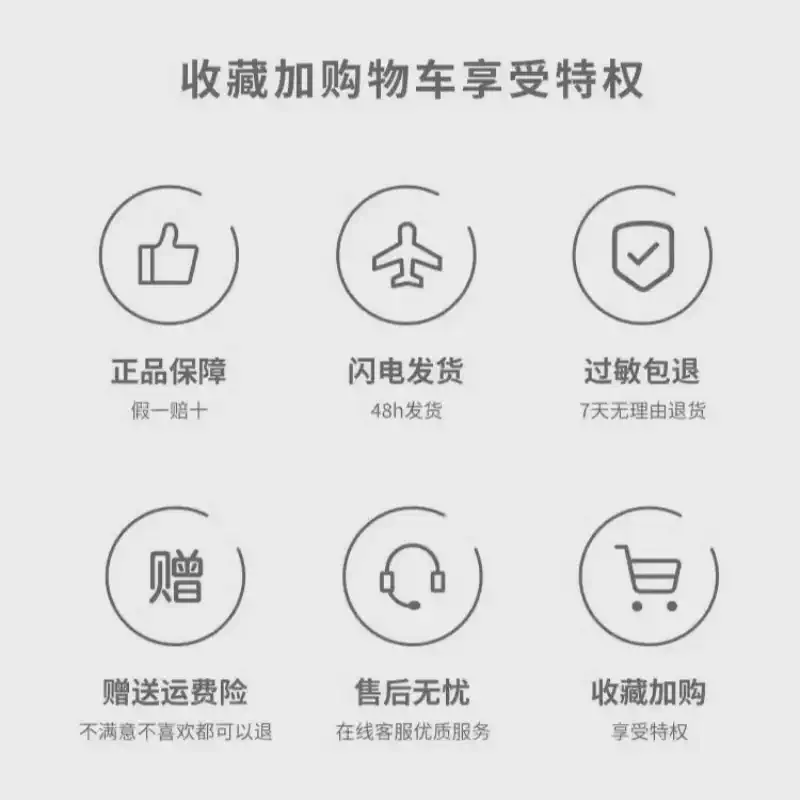 收藏加购物车享受特权
正品保障
假一赔十
闪电发货
48h发货
过敏包退
7天无理由退货
赠
赠送运费险
不满意不喜欢都可以退
售后无忧
在线客服优质服务
收藏加购
享受特权